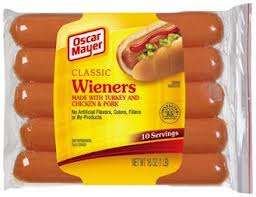 Oscar
Mayer
CLASSIC
Wieners
MADE WITH TURKEY AND
CHICKEN & PORK
No Artificial Flavors, Colors, Fillers
or By-Products
10 Servings
NET WT 16 OZ (1 LB)